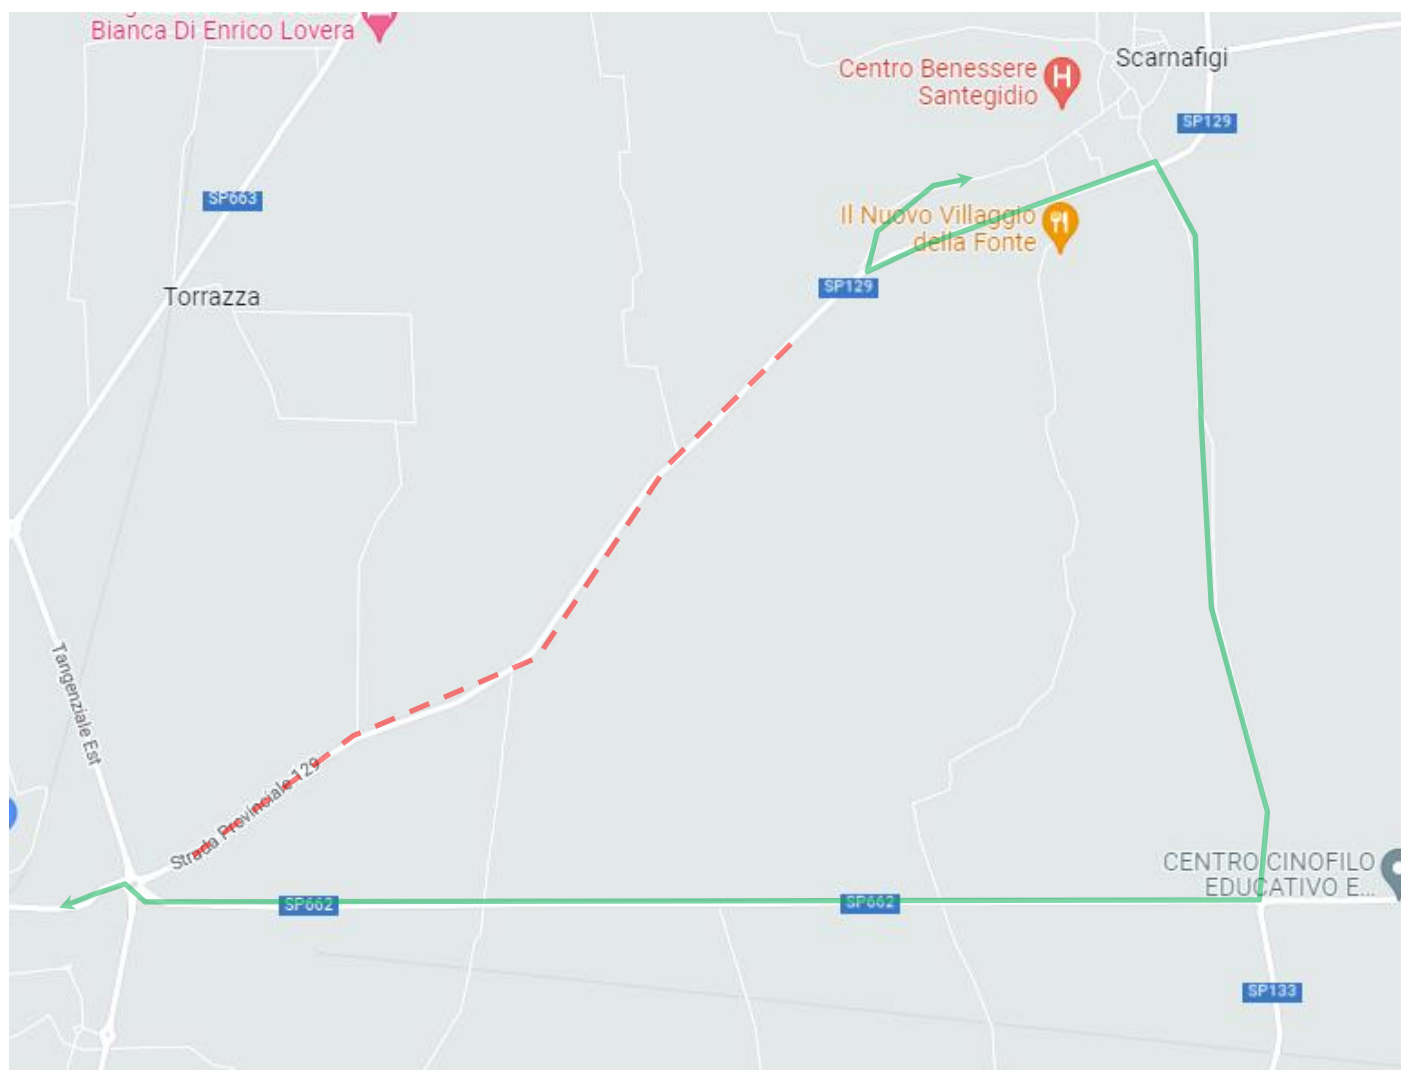 Bianca Di Enrico Lovera
Scarnafigi
Centro Benessere
Santegidio
SP129
SP663
Il Nuovo Villaggio
della Fonte
SP129
Torrazza
Tangenziale Est
Strada Provinciale 129
CENTRO CINOFILO
EDUCATIVO E...
SP662
SP662
SP133